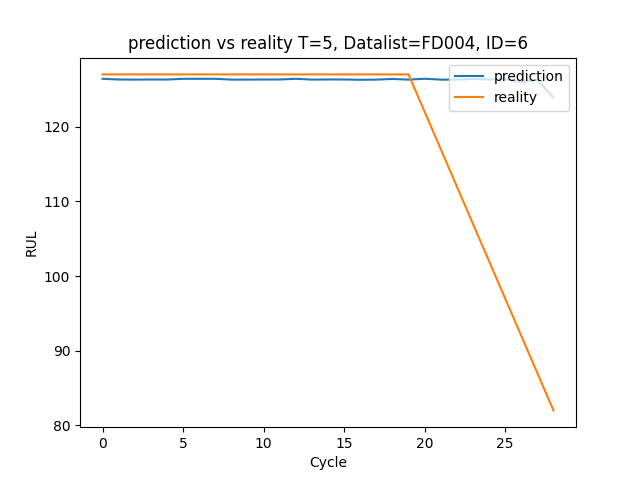 prediction vs reality T=5, Datalist=FD004, ID=6
prediction
reality
120
110
100
90
80
RUL
0 5 10 15 20 25
Cycle